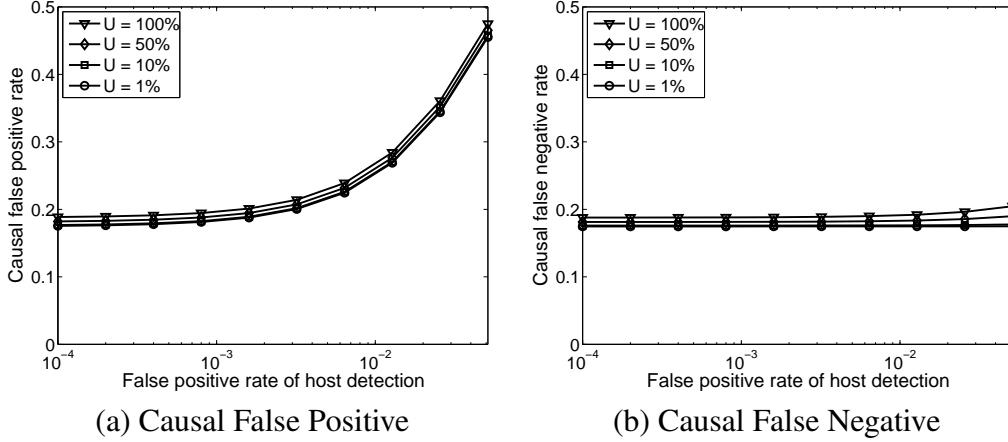 0.5
0.4
0.3
0.2
0.1
0
Causal false positive rate
U = 100%
U = 50%
U = 10%
U = 1%
10⁻⁴
10⁻³
10⁻²
False positive rate of host detection
(a) Causal False Positive
0.5
0.4
0.3
0.2
0.1
0
Causal false negative rate
U = 100%
U = 50%
U = 10%
U = 1%
10⁻⁴
10⁻³
10⁻²
False positive rate of host detection
(b) Causal False Negative